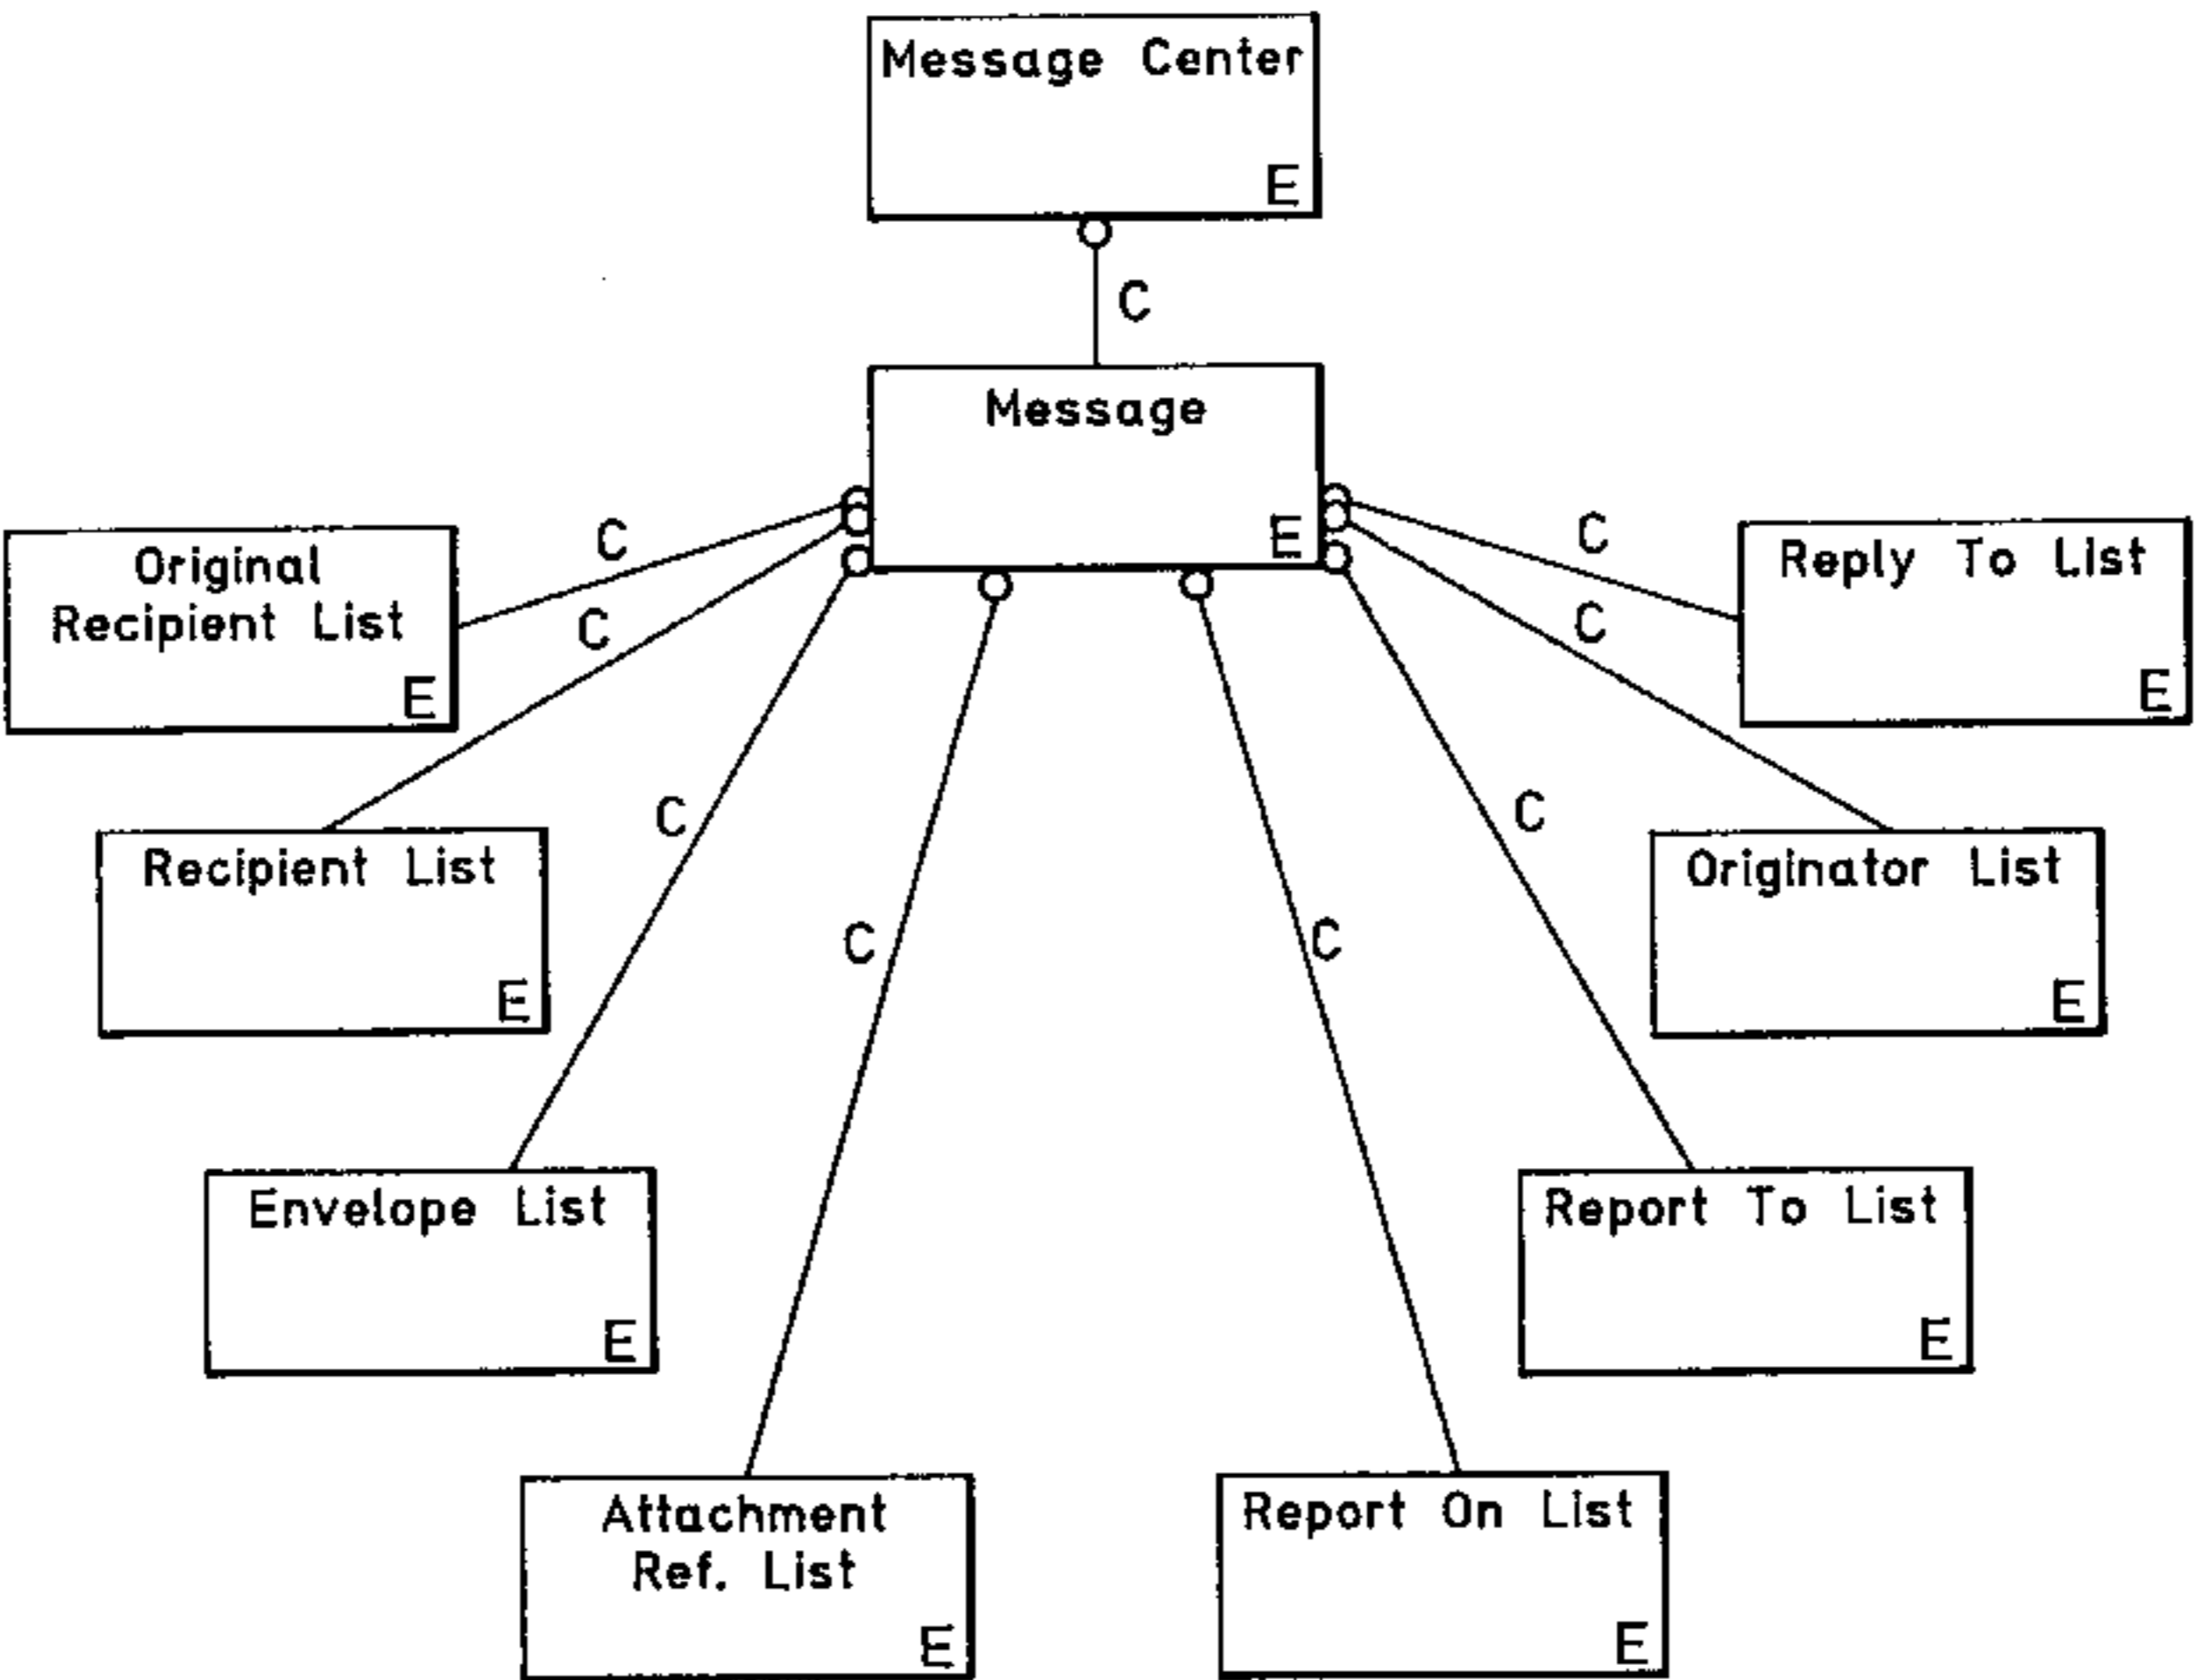 Message Center
E
C
Message
E
Original
Recipient List
E
C
C
C
C
Reply To List
E
Recipient List
E
C
C
Originator List
E
C
C
Envelope List
E
Report To List
E
Attachment
Ref. List
E
Report On List
E